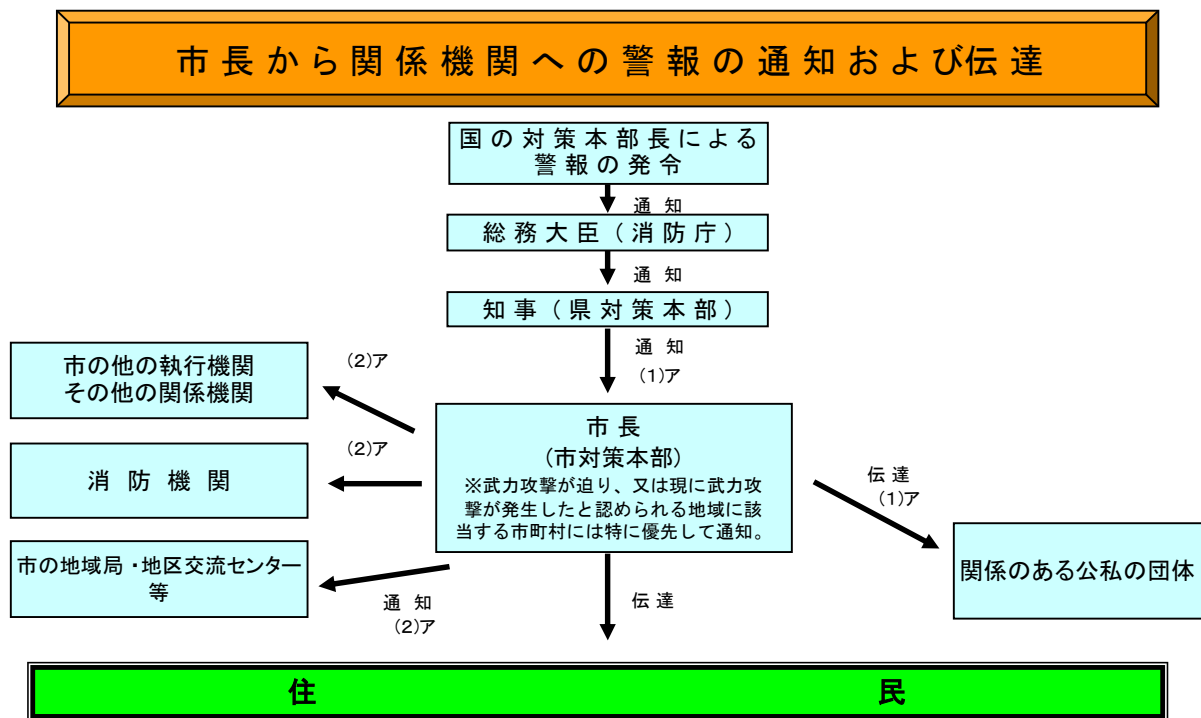 市長から関係機関への警報の通知および伝達
国の対策本部長による
警報の発令
通知
総務大臣(消防庁)
通知
知事(県対策本部)
通知
(1)ア
市の他の執行機関
その他の関係機関
(2)ア
消防機関
(2)ア
市の地域局・地区交流センター
等
通知
(2)ア
市長
(市対策本部)
※武力攻撃が迫り、又は現に武力攻
撃が発生したと認められる地域に該
当する市町村には特に優先して通知。
伝達
(1)ア
関係のある公私の団体
伝達
住民